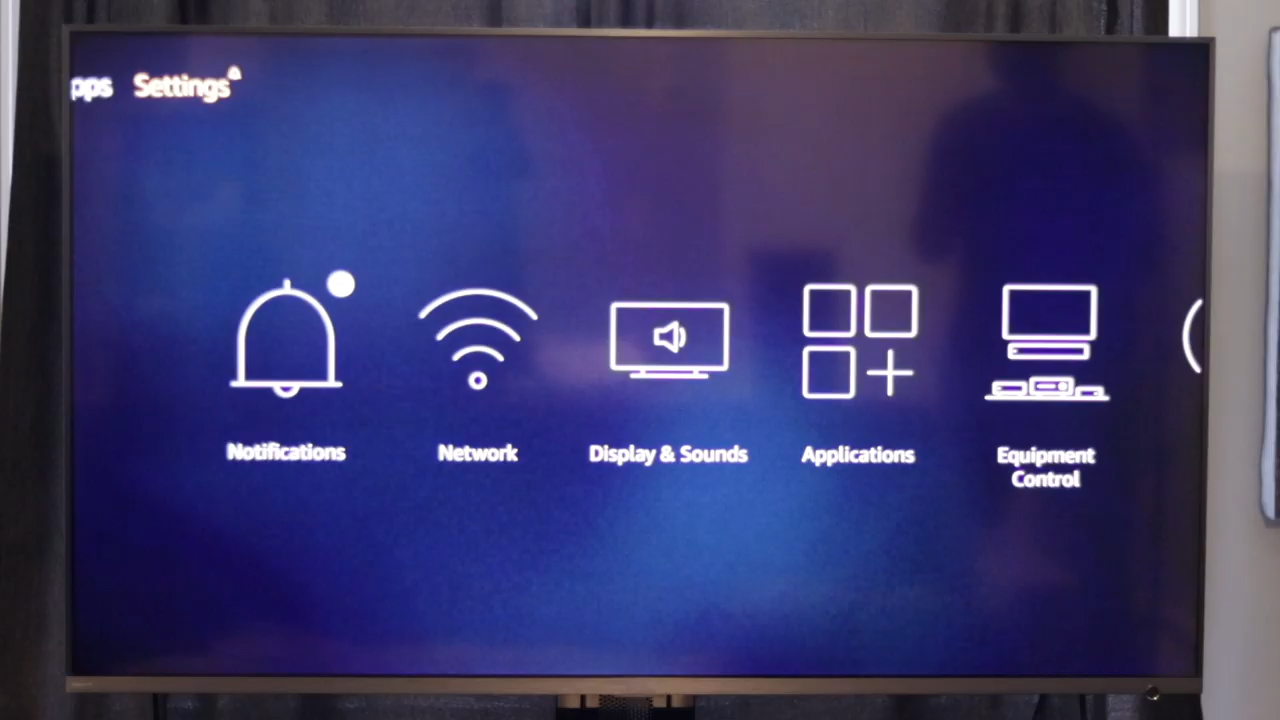 pps Settings
Notifications
Network
Display & Sounds
Applications
Equipment
Control